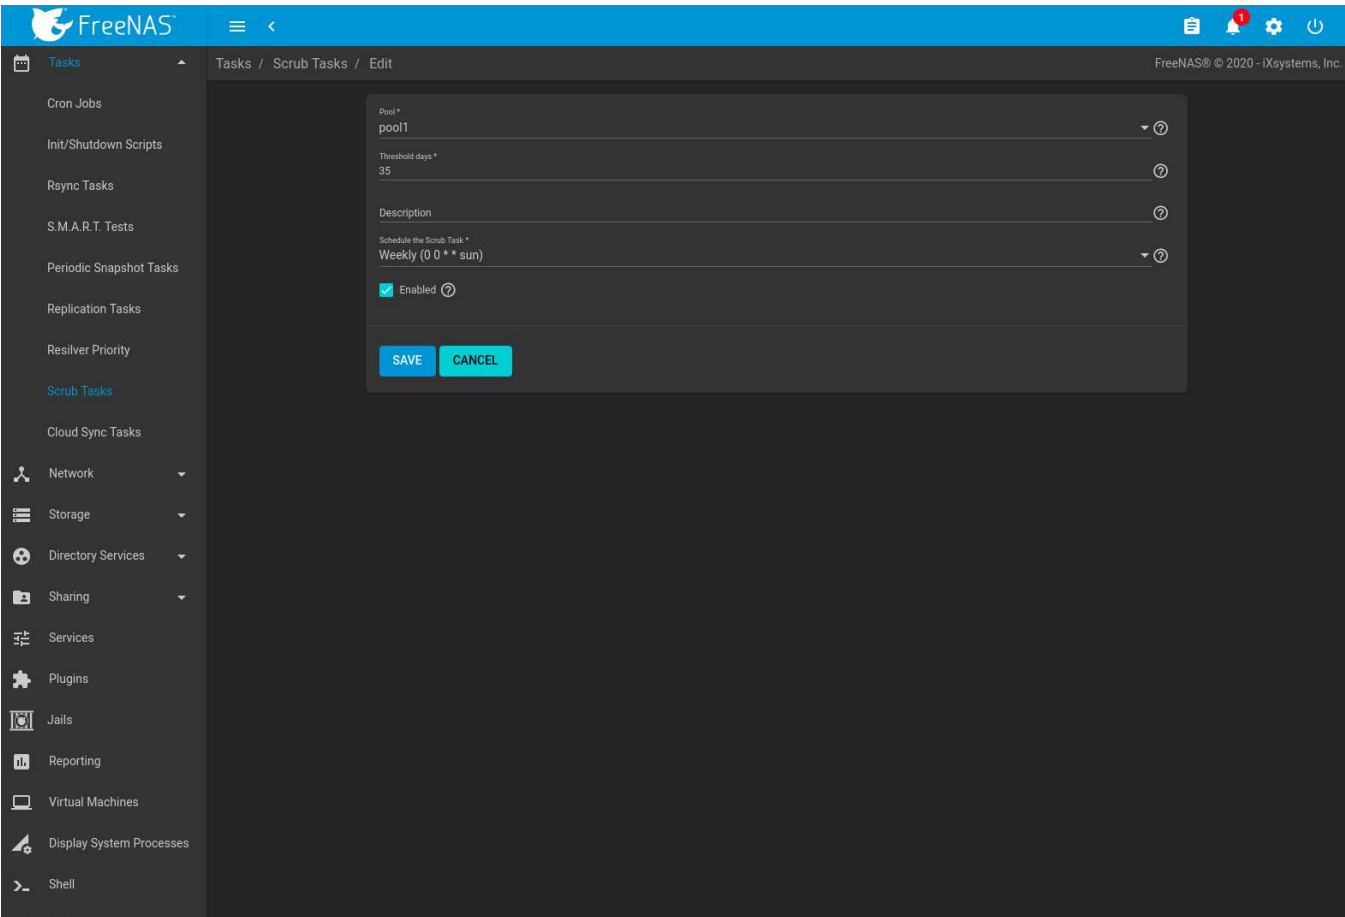 FreeNAS®
1
Tasks
Tasks / Scrub Tasks / Edit
FreeNAS® © 2020 - iXsystems, Inc.
Cron Jobs
Init/Shutdown Scripts
Rsync Tasks
S.M.A.R.T. Tests
Periodic Snapshot Tasks
Replication Tasks
Resilver Priority
Scrub Tasks
Cloud Sync Tasks
Network
Storage
Directory Services
Sharing
Services
Plugins
Jails
Reporting
Virtual Machines
Display System Processes
Shell
Pool *
pool1
Threshold days *
35
Description
Schedule the Scrub Task *
Weekly (0 0 * * sun)
Enabled
SAVE
CANCEL